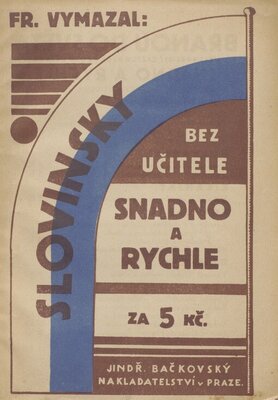 FR. VYMAZAL:
SLOVINSKY
BEZ
UČITELE
SNADNO
A
RYCHLE
ZA 5 KČ.
JINDŘ. BAČKOVSKÝ
NAKLADATELSTVÍ V PRAZE.